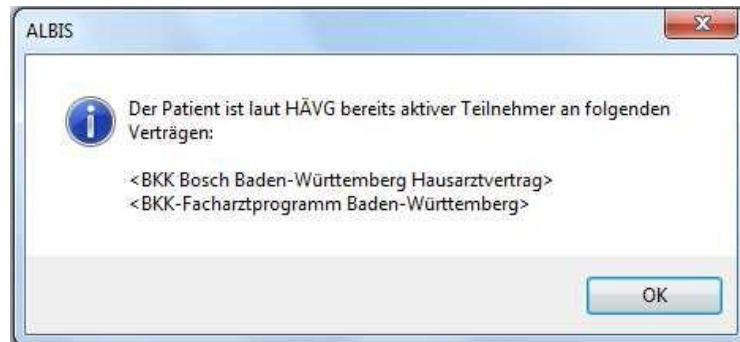 ALBIS
Der Patient ist laut HÄVG bereits aktiver Teilnehmer an folgenden
Verträgen:
<BKK Bosch Baden-Württemberg Hausarztvertrag>
<BKK-Facharztprogramm Baden-Württemberg>
OK